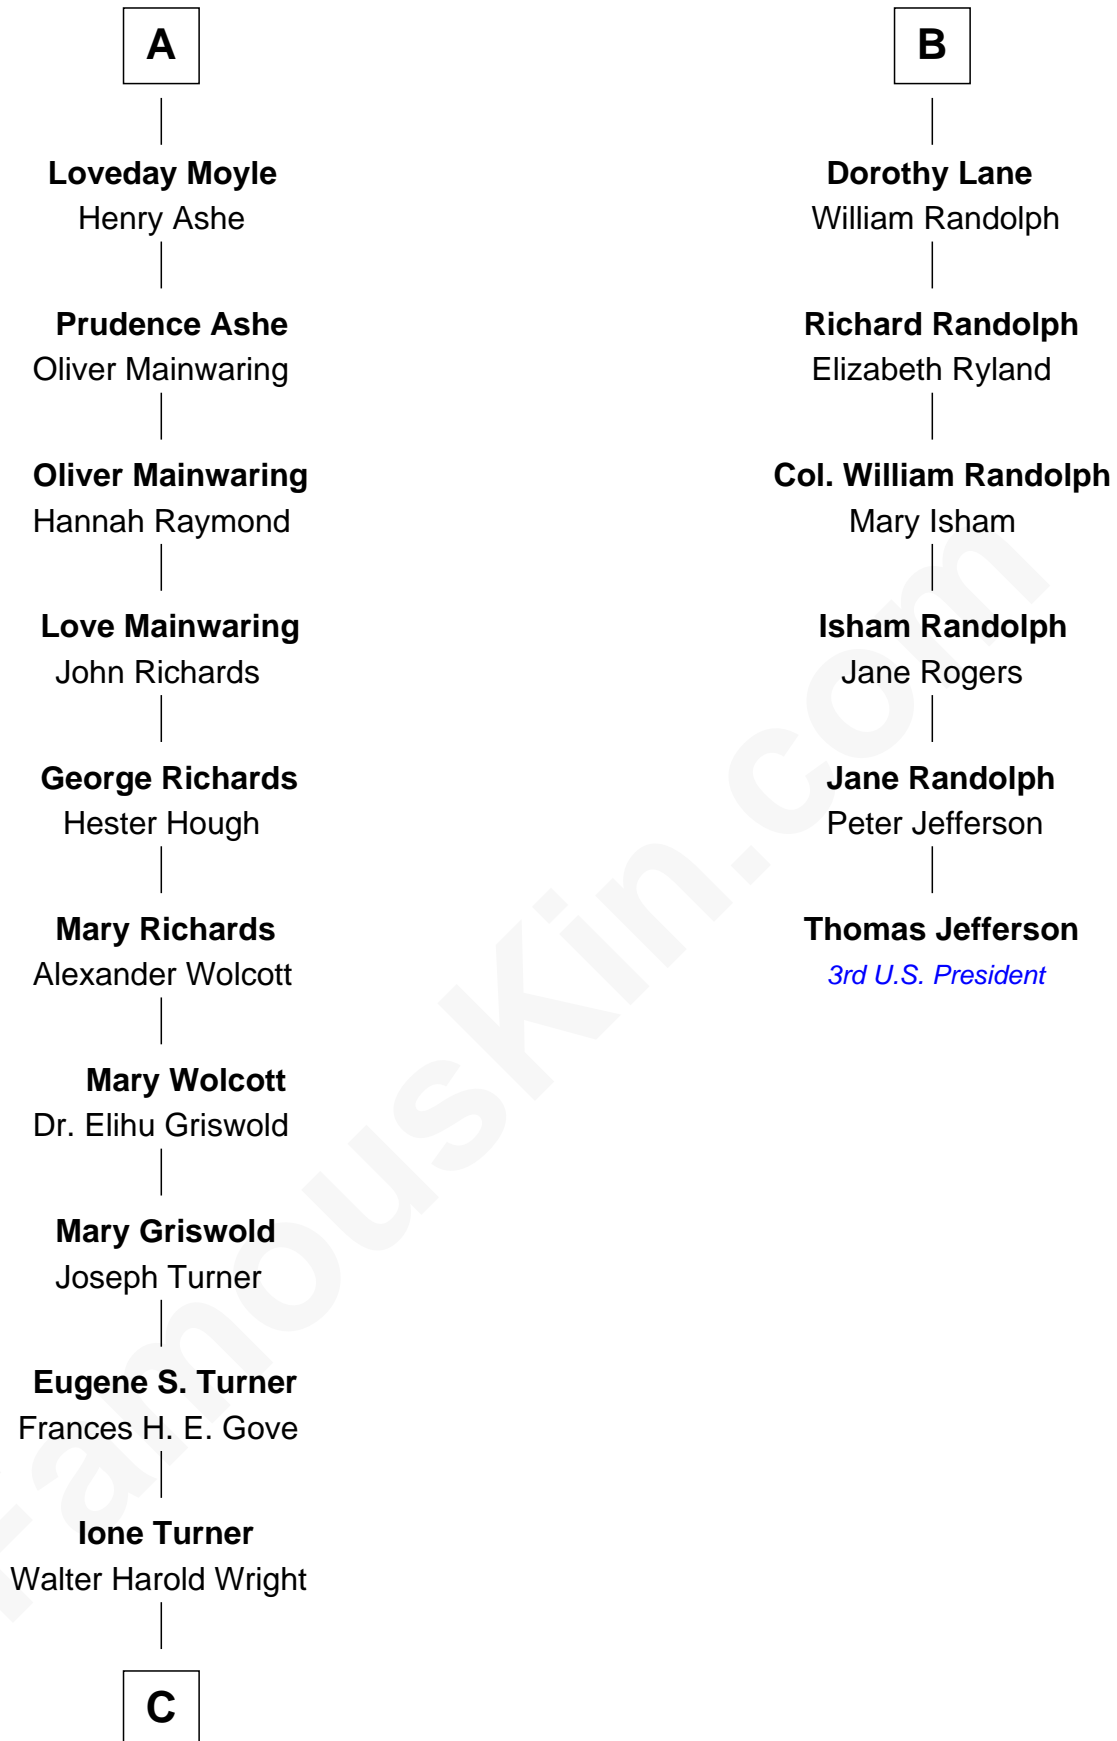 A
Loveday Moyle
Henry Ashe
Prudence Ashe
Oliver Mainwaring
Oliver Mainwaring
Hannah Raymond
Love Mainwaring
John Richards
George Richards
Hester Hough
Mary Richards
Alexander Wolcott
Mary Wolcott
Dr. Elihu Griswold
Mary Griswold
Joseph Turner
Eugene S. Turner
Frances H. E. Gove
Ione Turner
Walter Harold Wright
C
B
Dorothy Lane
William Randolph
Richard Randolph
Elizabeth Ryland
Col. William Randolph
Mary Isham
Isham Randolph
Jane Rogers
Jane Randolph
Peter Jefferson
Thomas Jefferson
3rd U.S. President
FamousKin.com